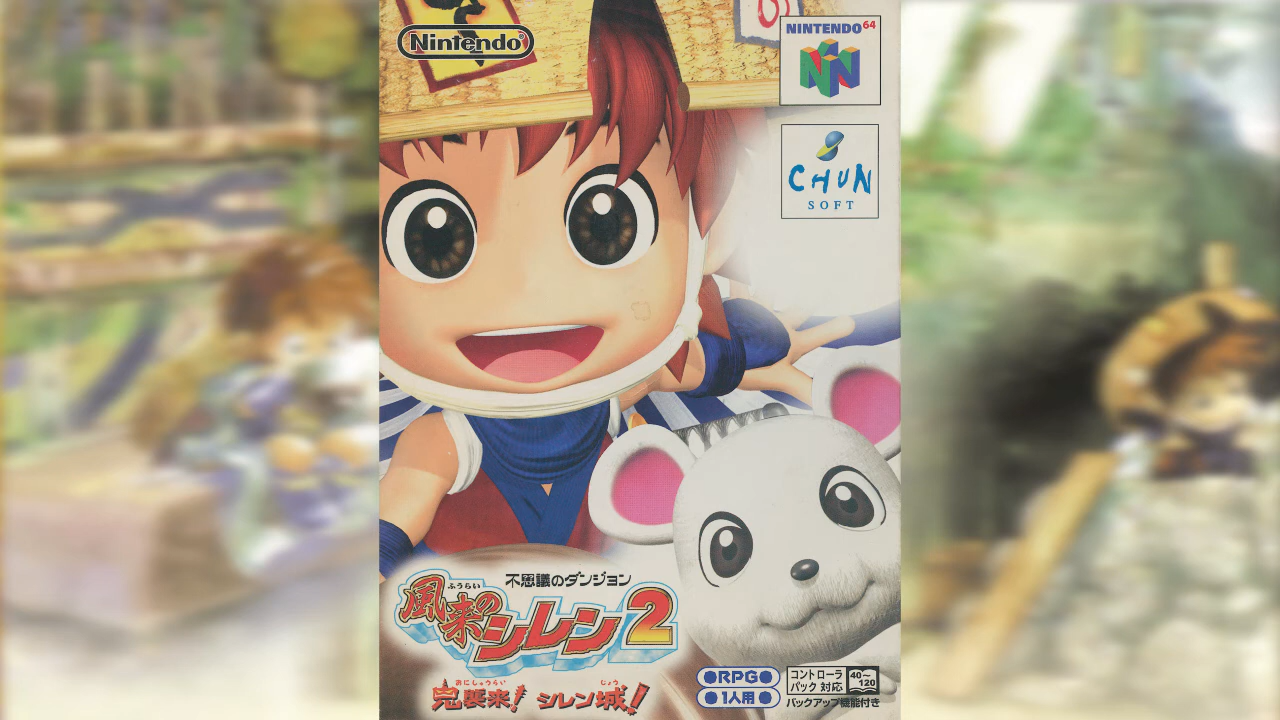 Nintendo
NINTENDO 64
CHUN
SOFT
不思議のダンジョン
ふうらい
風来のシレン2
おにしゅうらい じょう
鬼襲来! シレン城!
RPG
1人用
コントローラ
パック 対応
40~120
バックアップ機能付き